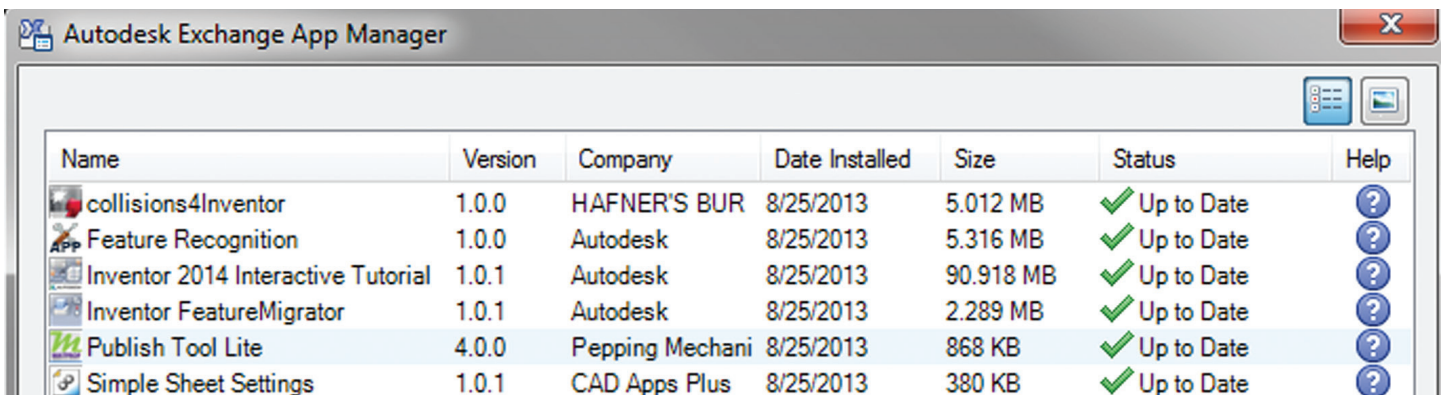 Autodesk Exchange App Manager
Name Version Company Date Installed Size Status Help
collisions4Inventor 1.0.0 HAFNER'S BUR 8/25/2013 5.012 MB Up to Date
APP Feature Recognition 1.0.0 Autodesk 8/25/2013 5.316 MB Up to Date
Inventor 2014 Interactive Tutorial 1.0.1 Autodesk 8/25/2013 90.918 MB Up to Date
Inventor FeatureMigrator 1.0.1 Autodesk 8/25/2013 2.289 MB Up to Date
Publish Tool Lite 4.0.0 Pepping Mechani 8/25/2013 868 KB Up to Date
Simple Sheet Settings 1.0.1 CAD Apps Plus 8/25/2013 380 KB Up to Date